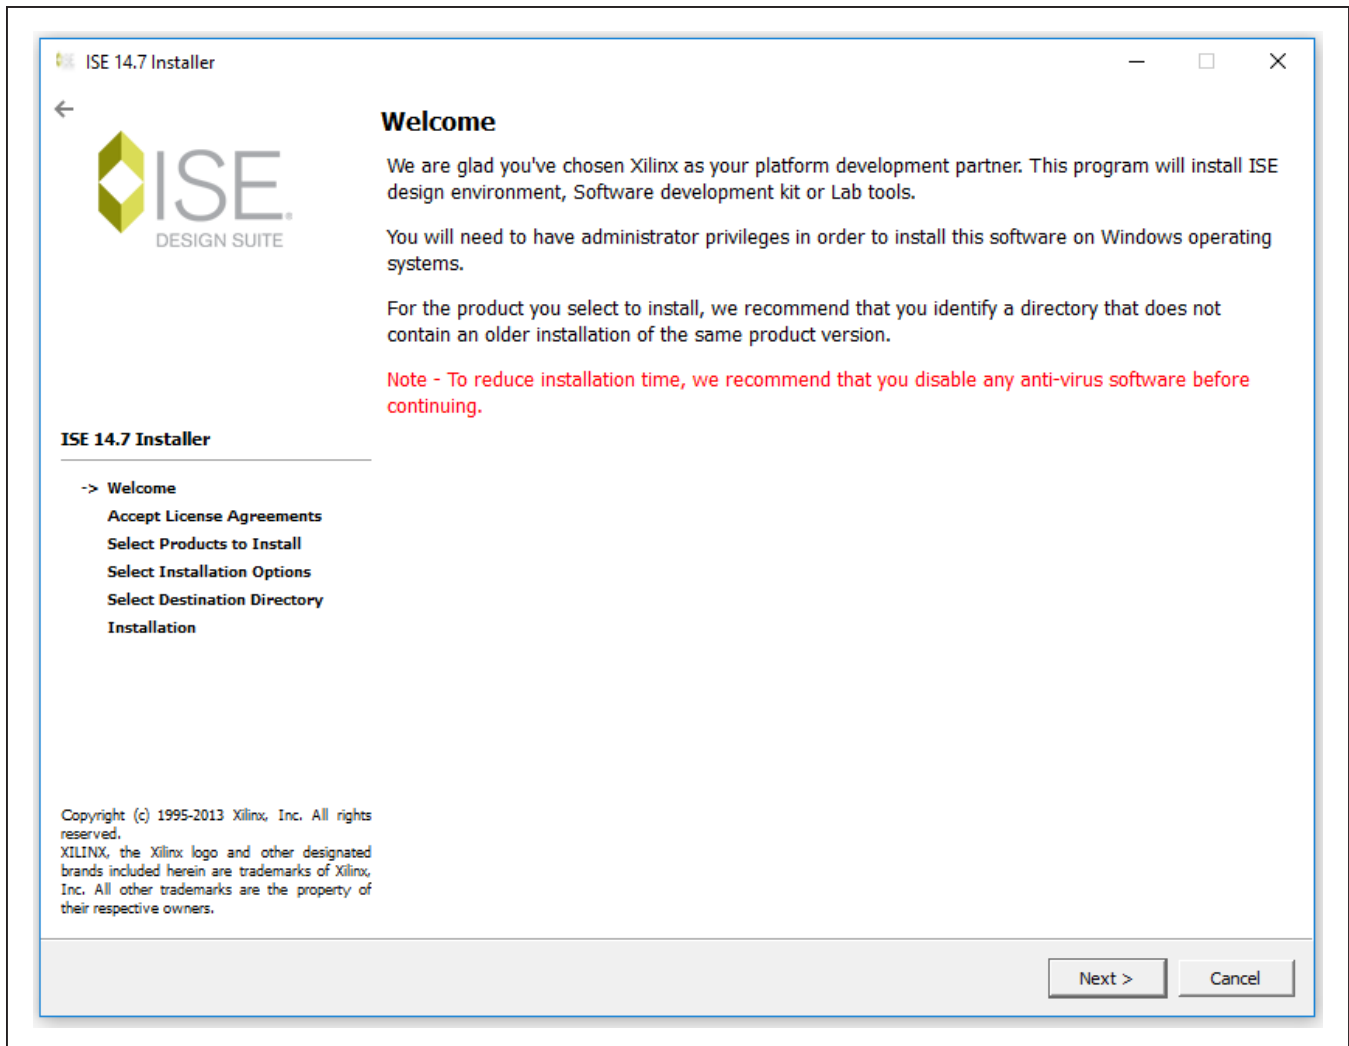 ISE 14.7 Installer
ISE
DESIGN SUITE
Welcome
We are glad you've chosen Xilinx as your platform development partner. This program will install ISE
design environment, Software development kit or Lab tools.
You will need to have administrator privileges in order to install this software on Windows operating
systems.
For the product you select to install, we recommend that you identify a directory that does not
contain an older installation of the same product version.
Note - To reduce installation time, we recommend that you disable any anti-virus software before
continuing.
ISE 14.7 Installer
-> Welcome
Accept License Agreements
Select Products to Install
Select Installation Options
Select Destination Directory
Installation
Copyright (c) 1995-2013 Xilinx, Inc. All rights
reserved.
XILINX, the Xilinx logo and other designated
brands included herein are trademarks of Xilinx,
Inc. All other trademarks are the property of
their respective owners.
Next >
Cancel